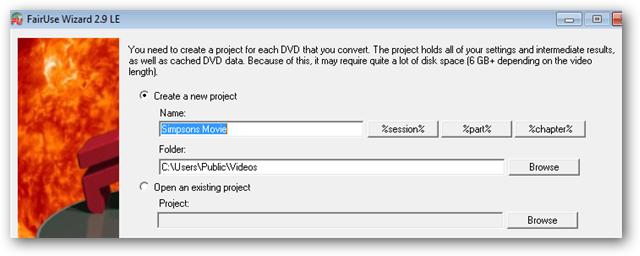 FairUse Wizard 2.9 LE
You need to create a project for each DVD that you convert. The project holds all of your settings and intermediate results,
as well as cached DVD data. Because of this, it may require quite a lot of disk space (6 GB+ depending on the video
length).
Create a new project
Name:
Simpsons Movie %session% %part% %chapter%
Folder:
C:\Users\Public\Videos Browse
Open an existing project
Project:
Browse